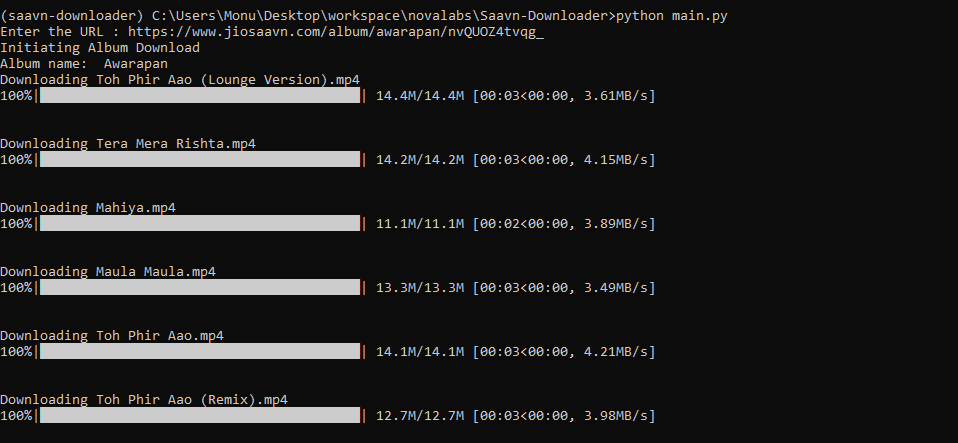 (saavn-downloader) C:\Users\Monu\Desktop\workspace\novalabs\Saavn-Downloader>python main.py
Enter the URL : https://www.jiosaavn.com/album/awarapan/nvQUOZ4tvqg_
Initiating Album Download
Album name:  Awarapan
Downloading Toh Phir Aao (Lounge Version).mp4
100%|██████████| 14.4M/14.4M [00:03<00:00, 3.61MB/s]
Downloading Tera Mera Rishta.mp4
100%|██████████| 14.2M/14.2M [00:03<00:00, 4.15MB/s]
Downloading Mahiya.mp4
100%|██████████| 11.1M/11.1M [00:02<00:00, 3.89MB/s]
Downloading Maula Maula.mp4
100%|██████████| 13.3M/13.3M [00:03<00:00, 3.49MB/s]
Downloading Toh Phir Aao.mp4
100%|██████████| 14.1M/14.1M [00:03<00:00, 4.21MB/s]
Downloading Toh Phir Aao (Remix).mp4
100%|██████████| 12.7M/12.7M [00:03<00:00, 3.98MB/s]